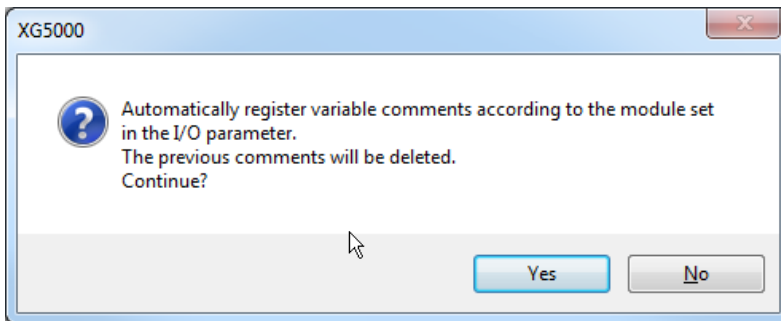 XG5000
Automatically register variable comments according to the module set
in the I/O parameter.
The previous comments will be deleted.
Continue?
Yes
No